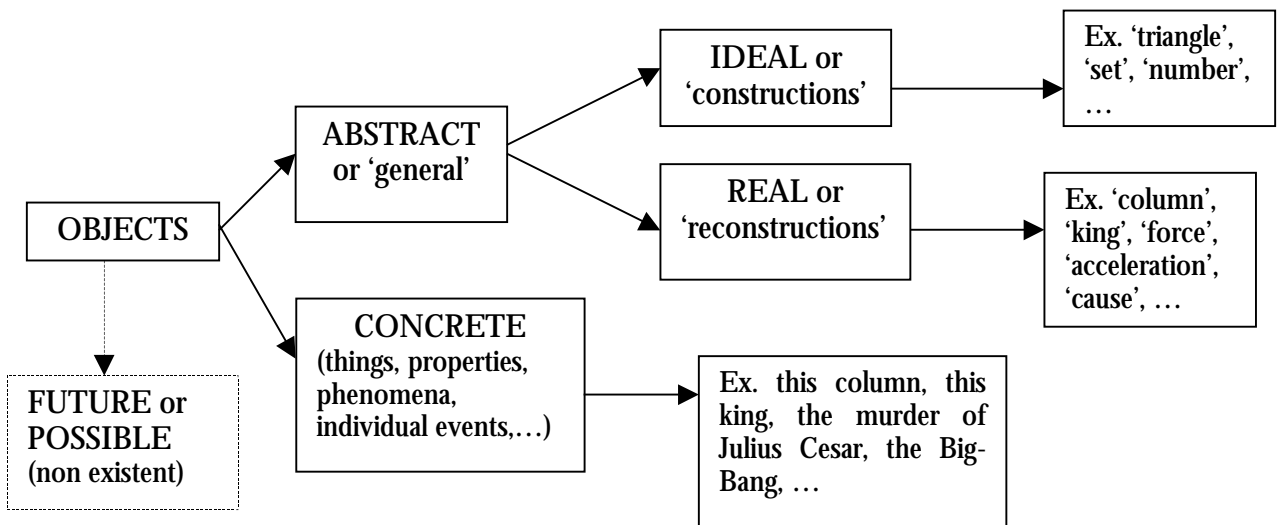 OBJECTS
FUTURE or
POSSIBLE
(non existent)
ABSTRACT
or ‘general’
CONCRETE
(things, properties,
phenomena,
individual events,…)
IDEAL or
‘constructions’
REAL or
‘reconstructions’
Ex. ‘triangle’,
‘set’, ‘number’,
…
Ex. ‘column’,
‘king’, ‘force’,
‘acceleration’,
‘cause’, …
Ex. this column, this
king, the murder of
Julius Cesar, the Big-
Bang, …